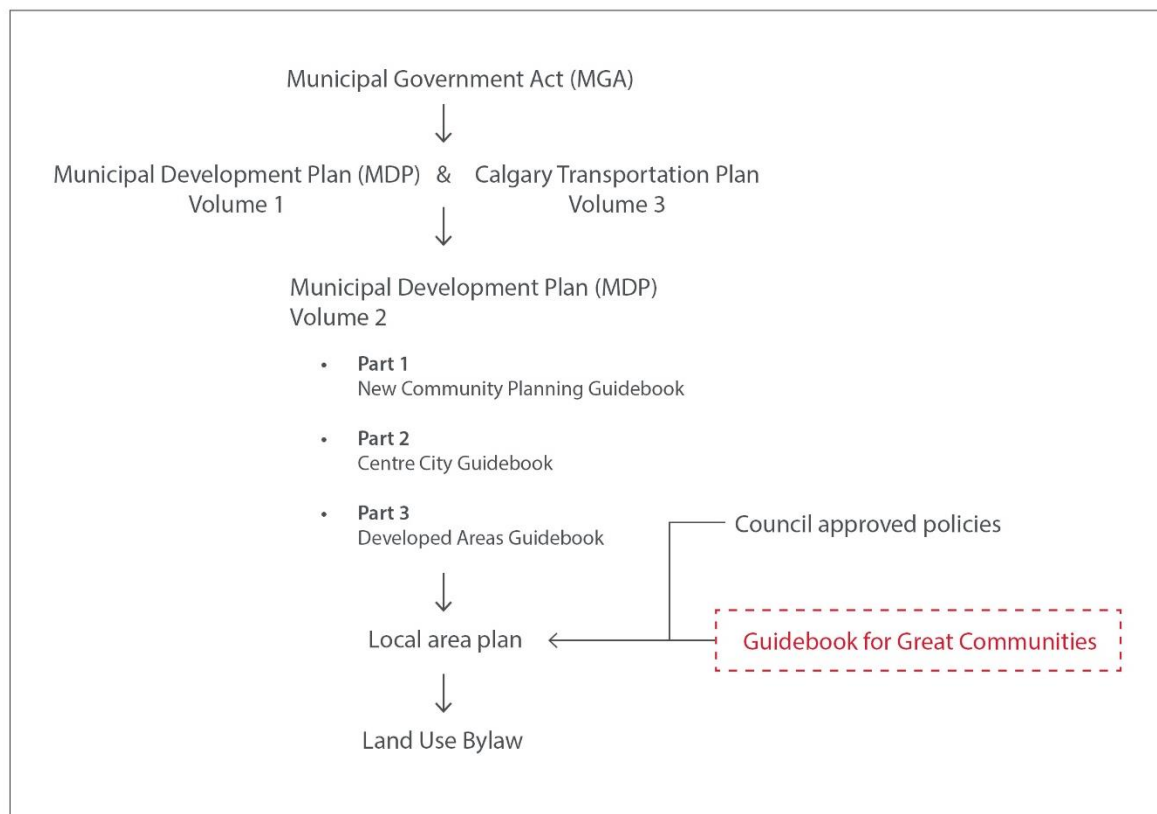 Municipal Government Act (MGA)
Municipal Development Plan (MDP) & Calgary Transportation Plan
Volume 1 Volume 3
Municipal Development Plan (MDP)
Volume 2
• Part 1
New Community Planning Guidebook
• Part 2
Centre City Guidebook
• Part 3
Developed Areas Guidebook
Council approved policies
Local area plan
Guidebook for Great Communities
Land Use Bylaw